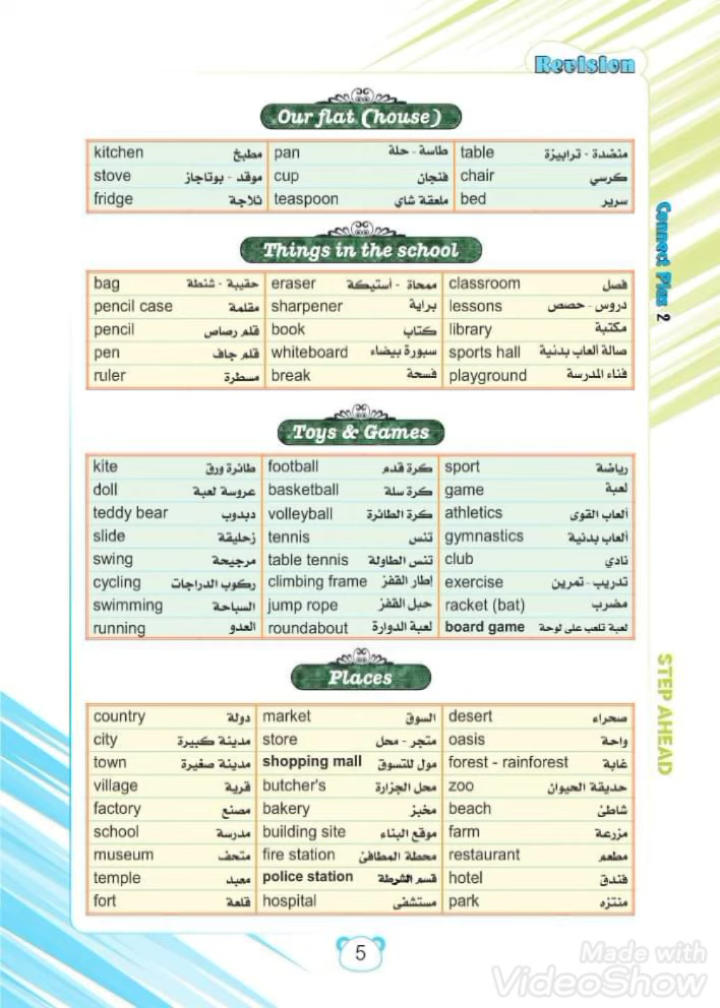 Revision
Our flat (house)
kitchen مطبخ pan طاسة - حلة table منضدة - ترابيزة
stove موقد - بوتاجاز cup فنجان chair كرسي
fridge ثلاجة teaspoon ملعقة شاي bed سرير
Things in the school
bag حقيبة - شنطة eraser ممحاة - أستيكة classroom فصل
pencil case مقلمة sharpener براية lessons دروس - حصص
pencil قلم رصاص book كتاب library مكتبة
pen قلم جاف whiteboard سبورة بيضاء sports hall صالة ألعاب بدنية
ruler مسطرة break فسحة playground فناء المدرسة
Toys & Games
kite طائرة ورق football كرة قدم sport رياضة
doll عروسة لعبة basketball كرة سلة game لعبة
teddy bear دبدوب volleyball كرة الطائرة athletics ألعاب القوى
slide زحليقة tennis تنس gymnastics ألعاب بدنية
swing مرجيحة table tennis تنس الطاولة club نادي
cycling ركوب الدراجات climbing frame إطار القفز exercise تدريب - تمرين
swimming السباحة jump rope حبل القفز racket (bat) مضرب
running العدو roundabout لعبة الدوارة board game لعبة تلعب على لوحة
Places
country دولة market السوق desert صحراء
city مدينة كبيرة store متجر - محل oasis واحة
town مدينة صغيرة shopping mall مول للتسوق forest - rainforest غابة
village قرية butcher's محل الجزارة zoo حديقة الحيوان
factory مصنع bakery مخبز beach شاطئ
school مدرسة building site موقع البناء farm مزرعة
museum متحف fire station محطة المطافئ restaurant مطعم
temple معبد police station قسم الشرطة hotel فندق
fort قلعة hospital مستشفى park منتزه
Connect Plus 2
STEP AHEAD
5
Made with
VideoShow